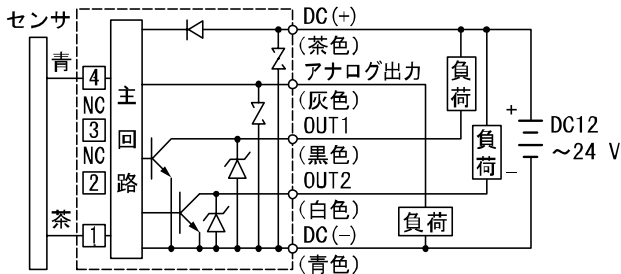 センサ
青
4
NC
3
NC
2
茶
1
主回路
DC(+)
(茶色)
アナログ出力
(灰色)
OUT1
(黒色)
OUT2
(白色)
DC(−)
(青色)
負荷
負荷
負荷
+
−
DC12
～24 V